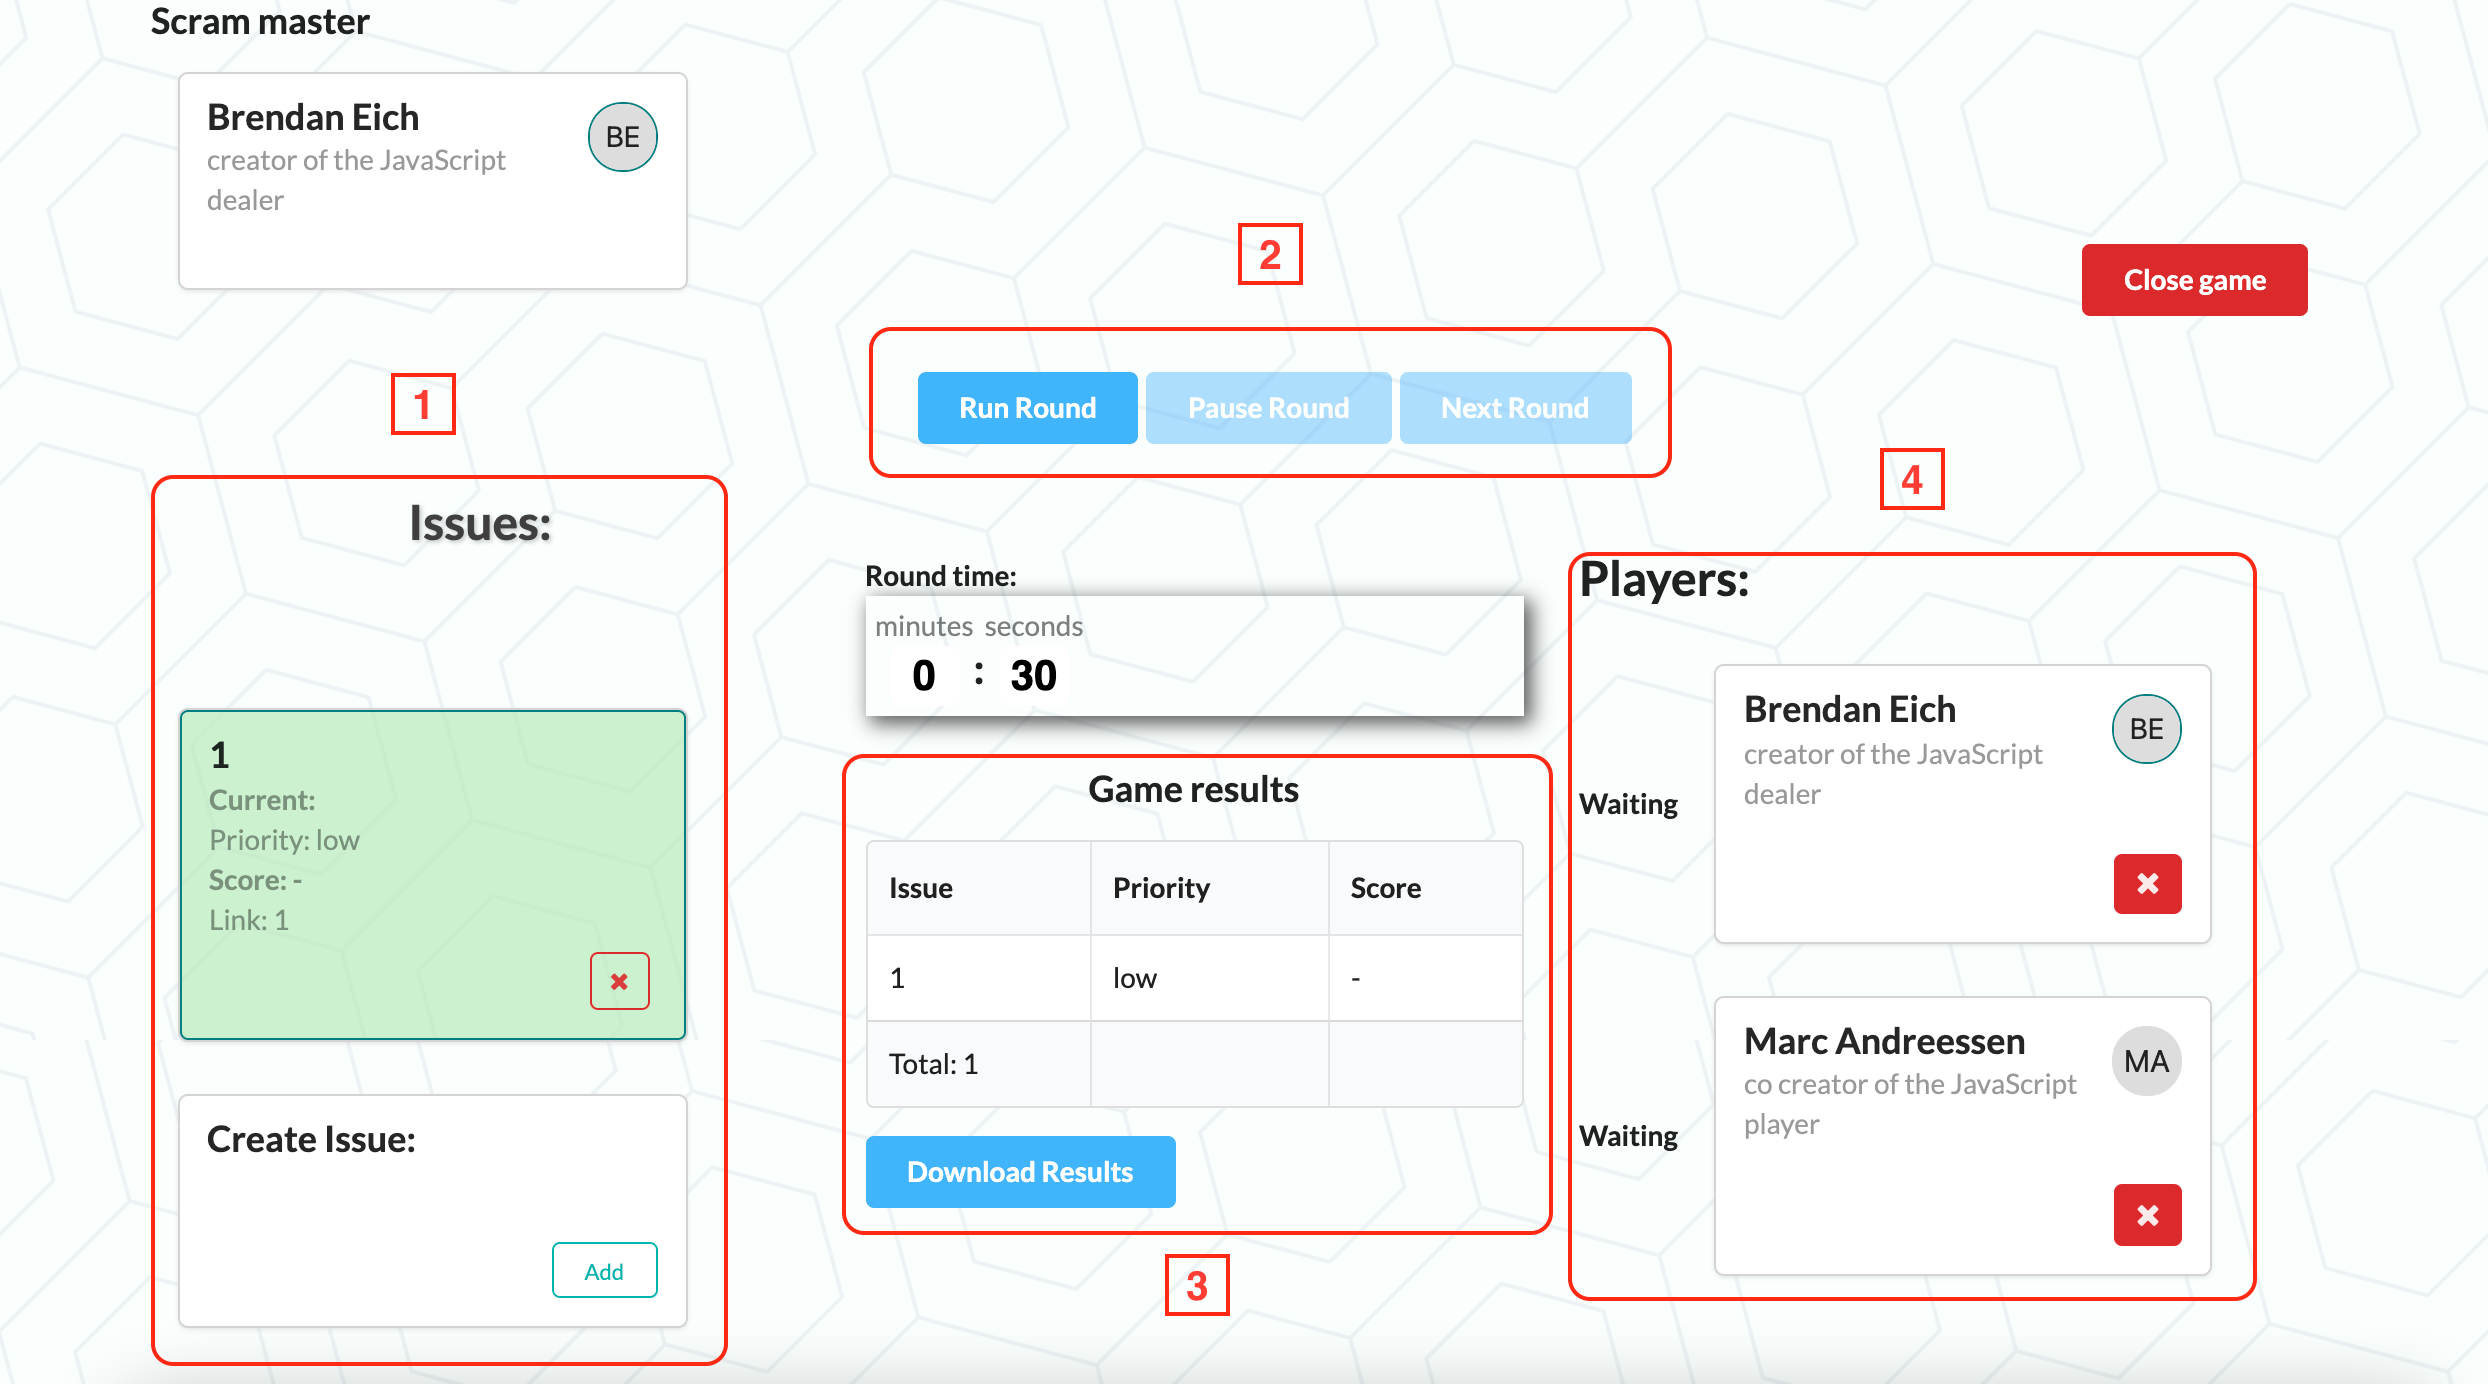 Scram master
Brendan Eich
BE
creator of the JavaScript
dealer
2
Close game
1
Run Round
Pause Round
Next Round
4
Issues:
Round time:
minutes seconds
0 : 30
Players:
1
Current:
Priority: low
Score: -
Link: 1
Create Issue:
Add
Game results
Issue Priority Score
1 low -
Total: 1
Download Results
3
Waiting
Brendan Eich
BE
creator of the JavaScript
dealer
Waiting
Marc Andreessen
MA
co creator of the JavaScript
player